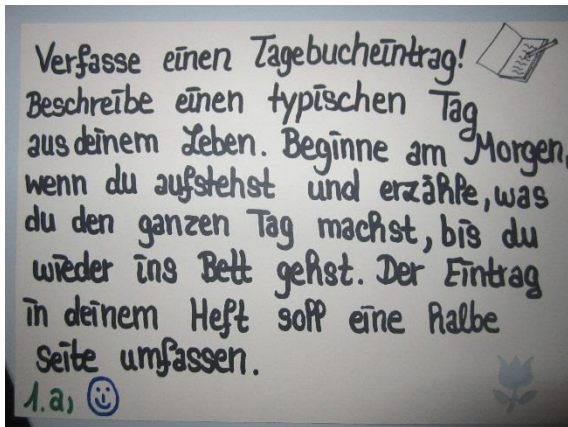 Verfasse einen Tagebucheintrag!
Beschreibe einen typischen Tag
aus deinem Leben. Beginne am Morgen,
wenn du aufstehst und erzähle, was
du den ganzen Tag machst, bis du
wieder ins Bett gehst. Der Eintrag
in deinem Heft soll eine halbe
Seite umfassen.
1.a,